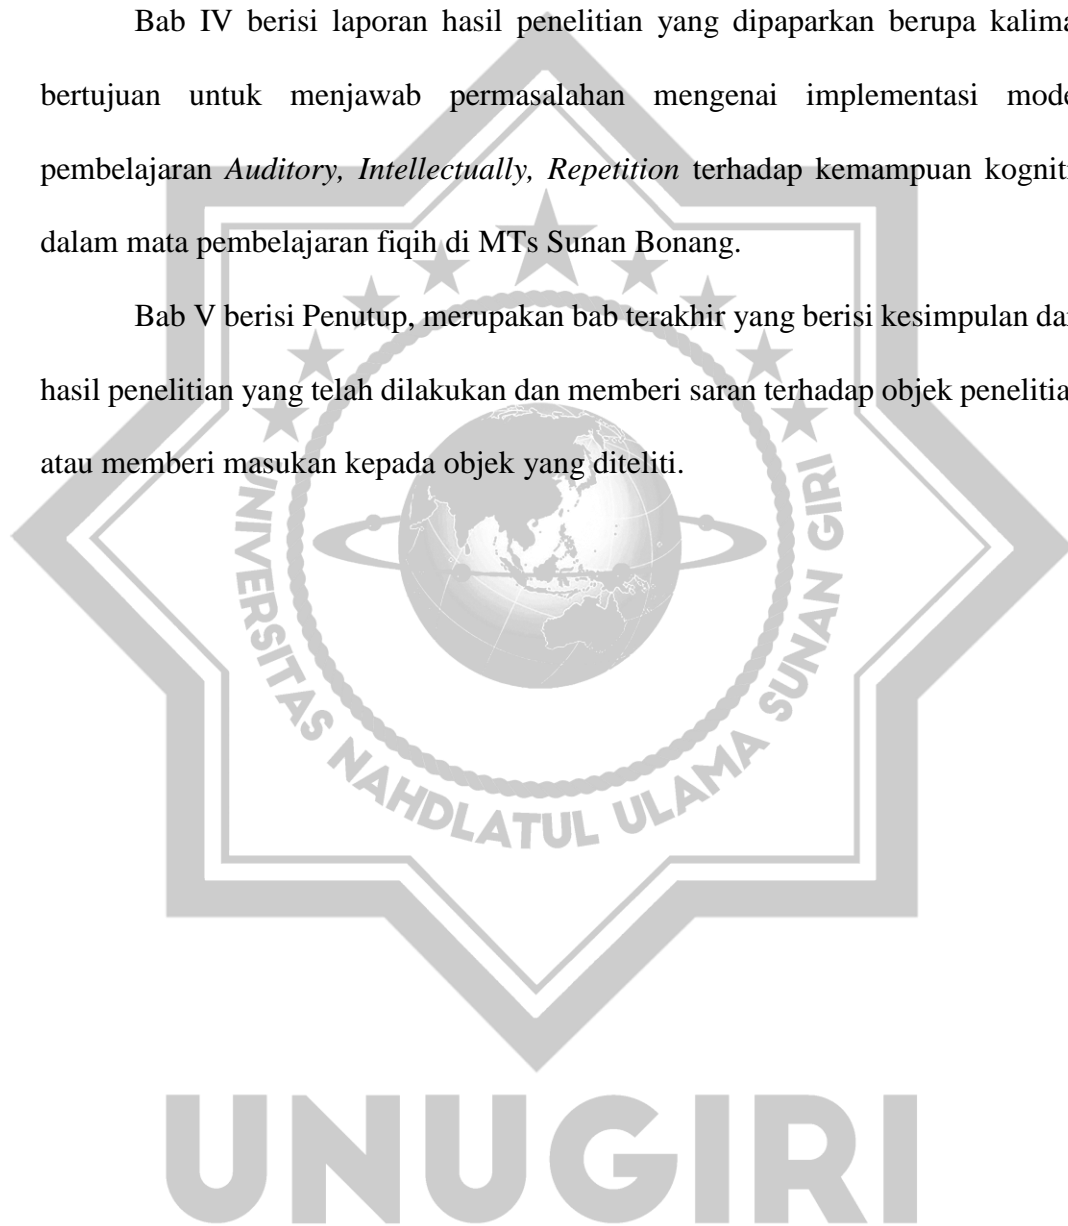 Bab IV berisi laporan hasil penelitian yang dipaparkan berupa kalima
bertujuan untuk menjawab permasalahan mengenai implementasi mode
pembelajaran Auditory, Intellectually, Repetition terhadap kemampuan kogniti
dalam mata pembelajaran fiqih di MTs Sunan Bonang.
Bab V berisi Penutup, merupakan bab terakhir yang berisi kesimpulan da
hasil penelitian yang telah dilakukan dan memberi saran terhadap objek penelitia
atau memberi masukan kepada objek yang diteliti.
UNIVERSITAS NAHDLATUL ULAMA SUNAN GIRI
UNUGIRI